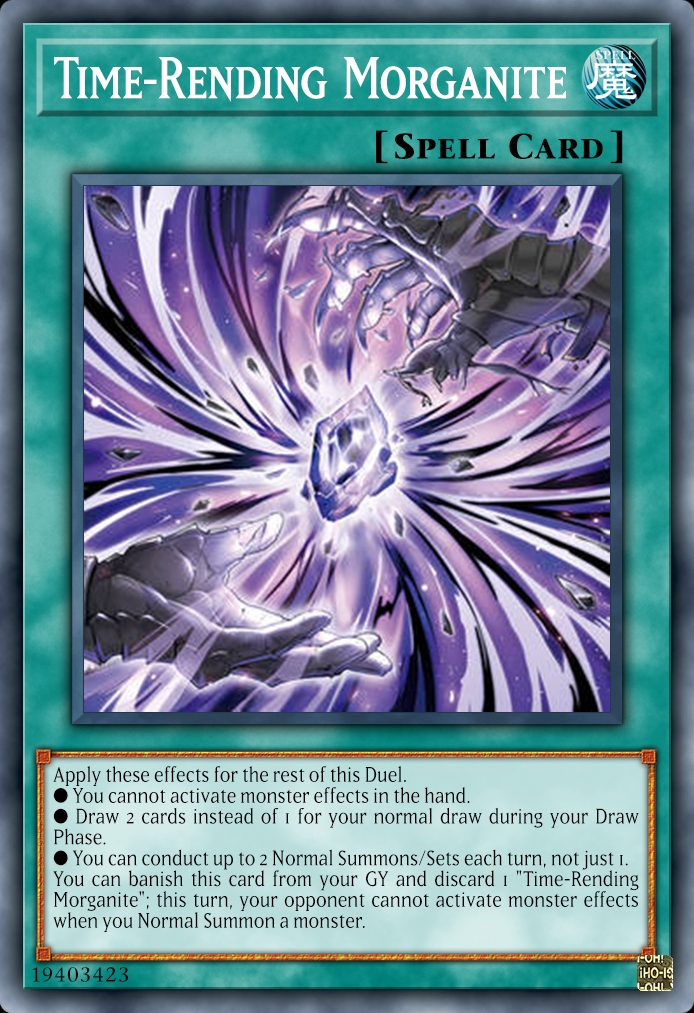 TIME-RENDING MORGANITE
SPELL
魔
[SPELL CARD]
Apply these effects for the rest of this Duel.
● You cannot activate monster effects in the hand.
● Draw 2 cards instead of 1 for your normal draw during your Draw
Phase.
● You can conduct up to 2 Normal Summons/Sets each turn, not just 1.
You can banish this card from your GY and discard 1 "Time-Rending
Morganite"; this turn, your opponent cannot activate monster effects
when you Normal Summon a monster.
19403423